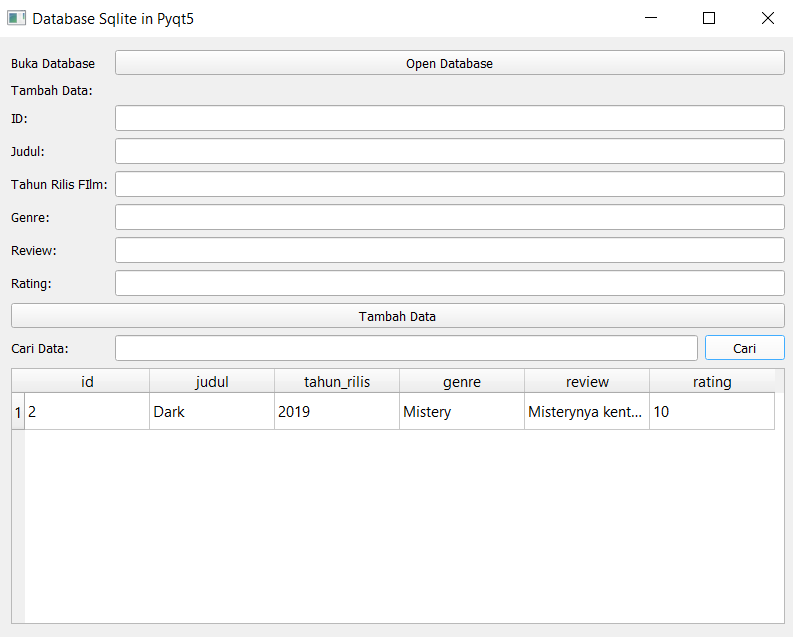 Database Sqlite in Pyqt5
Buka Database Open Database
Tambah Data:
ID:
Judul:
Tahun Rilis FIlm:
Genre:
Review:
Rating:
Tambah Data
Cari Data: Cari
id judul tahun_rilis genre review rating
1 2 Dark 2019 Mistery Misterynya kent... 10